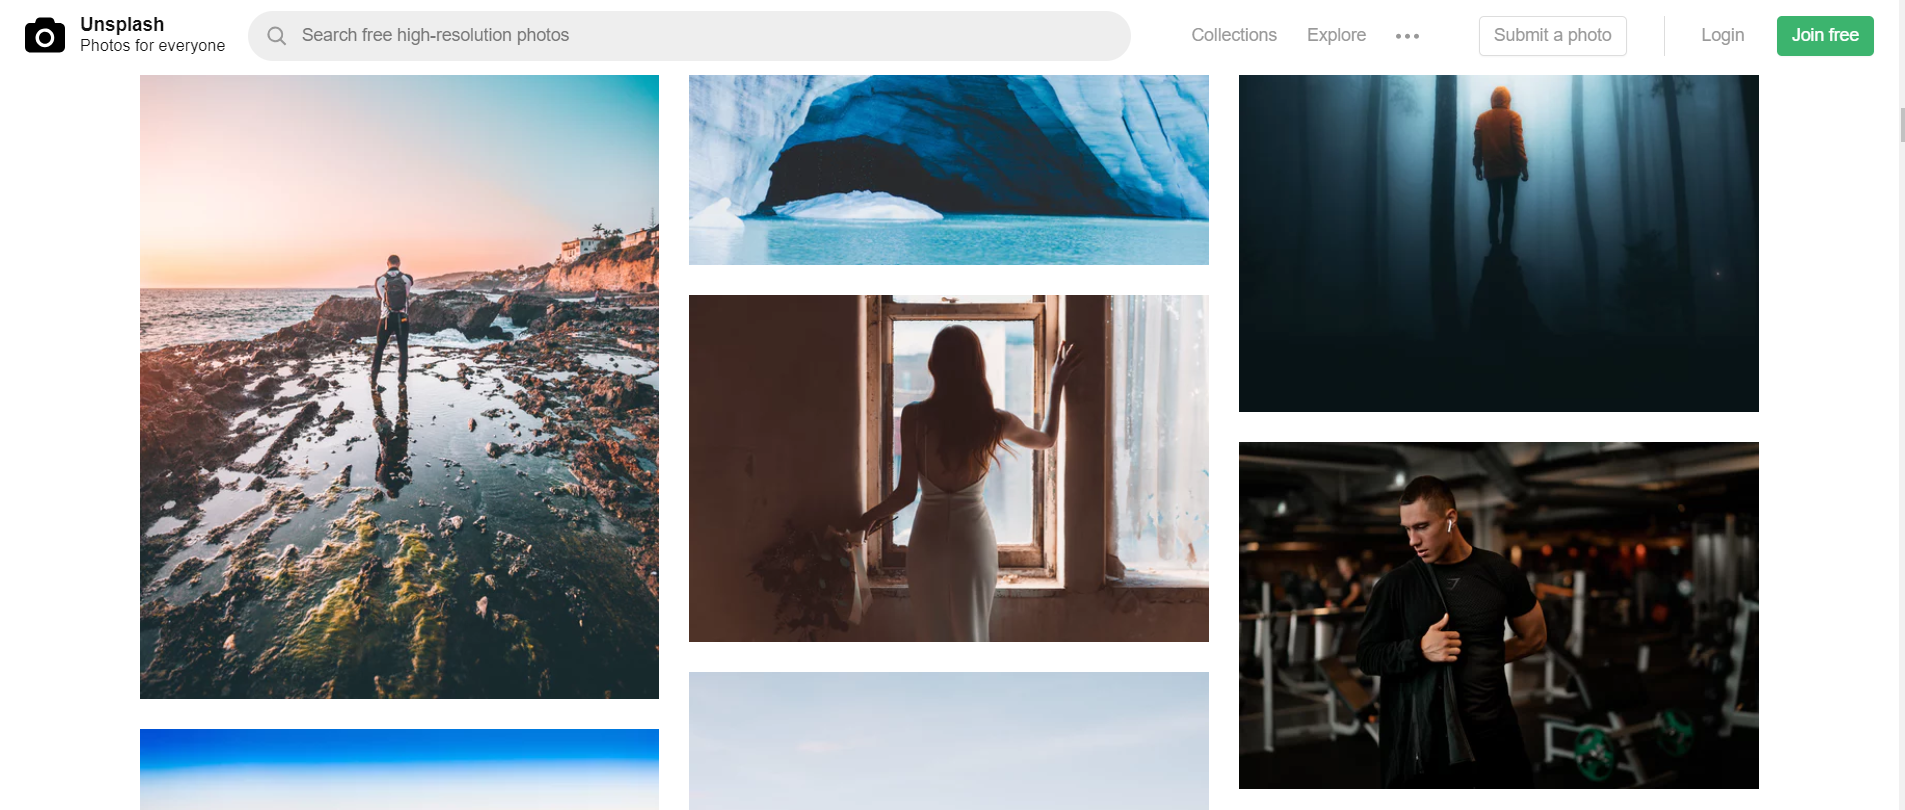 Unsplash
Photos for everyone
Search free high-resolution photos
Collections
Explore
Submit a photo
Login
Join free